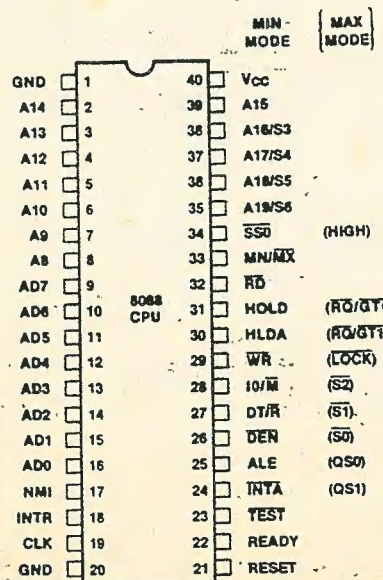 MIN- MAX
MODE MODE
GND 1 40 Vcc
A14 2 39 A15
A13 3 38 A16/S3
A12 4 37 A17/S4
A11 5 36 A18/S5
A10 6 35 A19/S6
A9 7 34 SS0 (HIGH)
A8 8 33 MN/MX
AD7 9 32 RD
8088
CPU
AD6 10 31 HOLD (RQ/GT
AD5 11 30 HLDA (RQ/GT1
AD4 12 29 WR (LOCK)
AD3 13 28 IO/M (S2)
AD2 14 27 DT/R (S1)
AD1 15 26 DEN (S0)
AD0 16 25 ALE (QS0)
NMI 17 24 INTA (QS1)
INTR 18 23 TEST
CLK 19 22 READY
GND 20 21 RESET